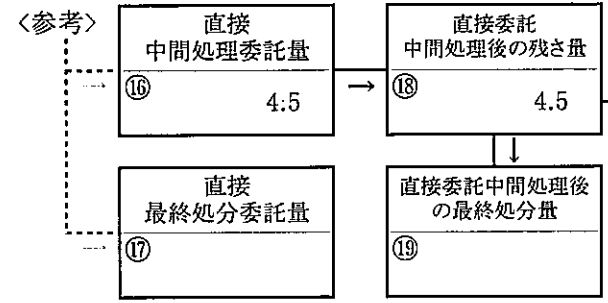 〈参考〉
直接
中間処理委託量
⑯
4:5
→
直接委託
中間処理後の残さ量
⑱
4.5
↓
直接
最終処分委託量
⑰
直接委託中間処理後
の最終処分量
⑲